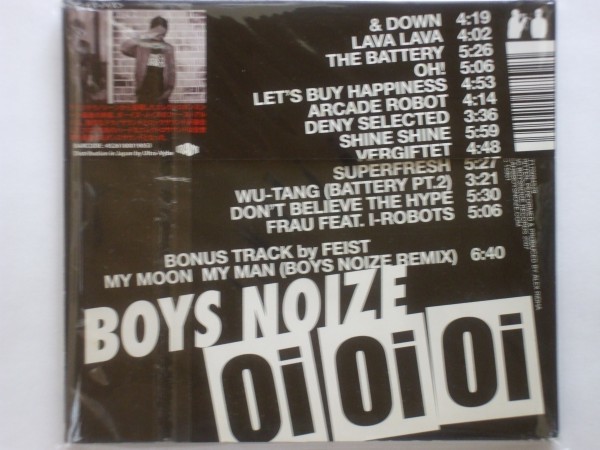 & DOWN 4:19
LAVA LAVA 4:02
THE BATTERY 5:26
OH! 5:06
LET'S BUY HAPPINESS 4:53
ARCADE ROBOT 4:14
DENY SELECTED 3:36
SHINE SHINE 5:59
VERGIFTET 4:48
SUPERFRESH 5:27
WU-TANG (BATTERY PT.2) 3:21
DON'T BELIEVE THE HYPE 5:30
FRAU FEAT. I-ROBOTS 5:06
BONUS TRACK by FEIST
MY MOON MY MAN (BOYS NOIZE REMIX) 6:40
BOYS NOIZE
Oi Oi Oi